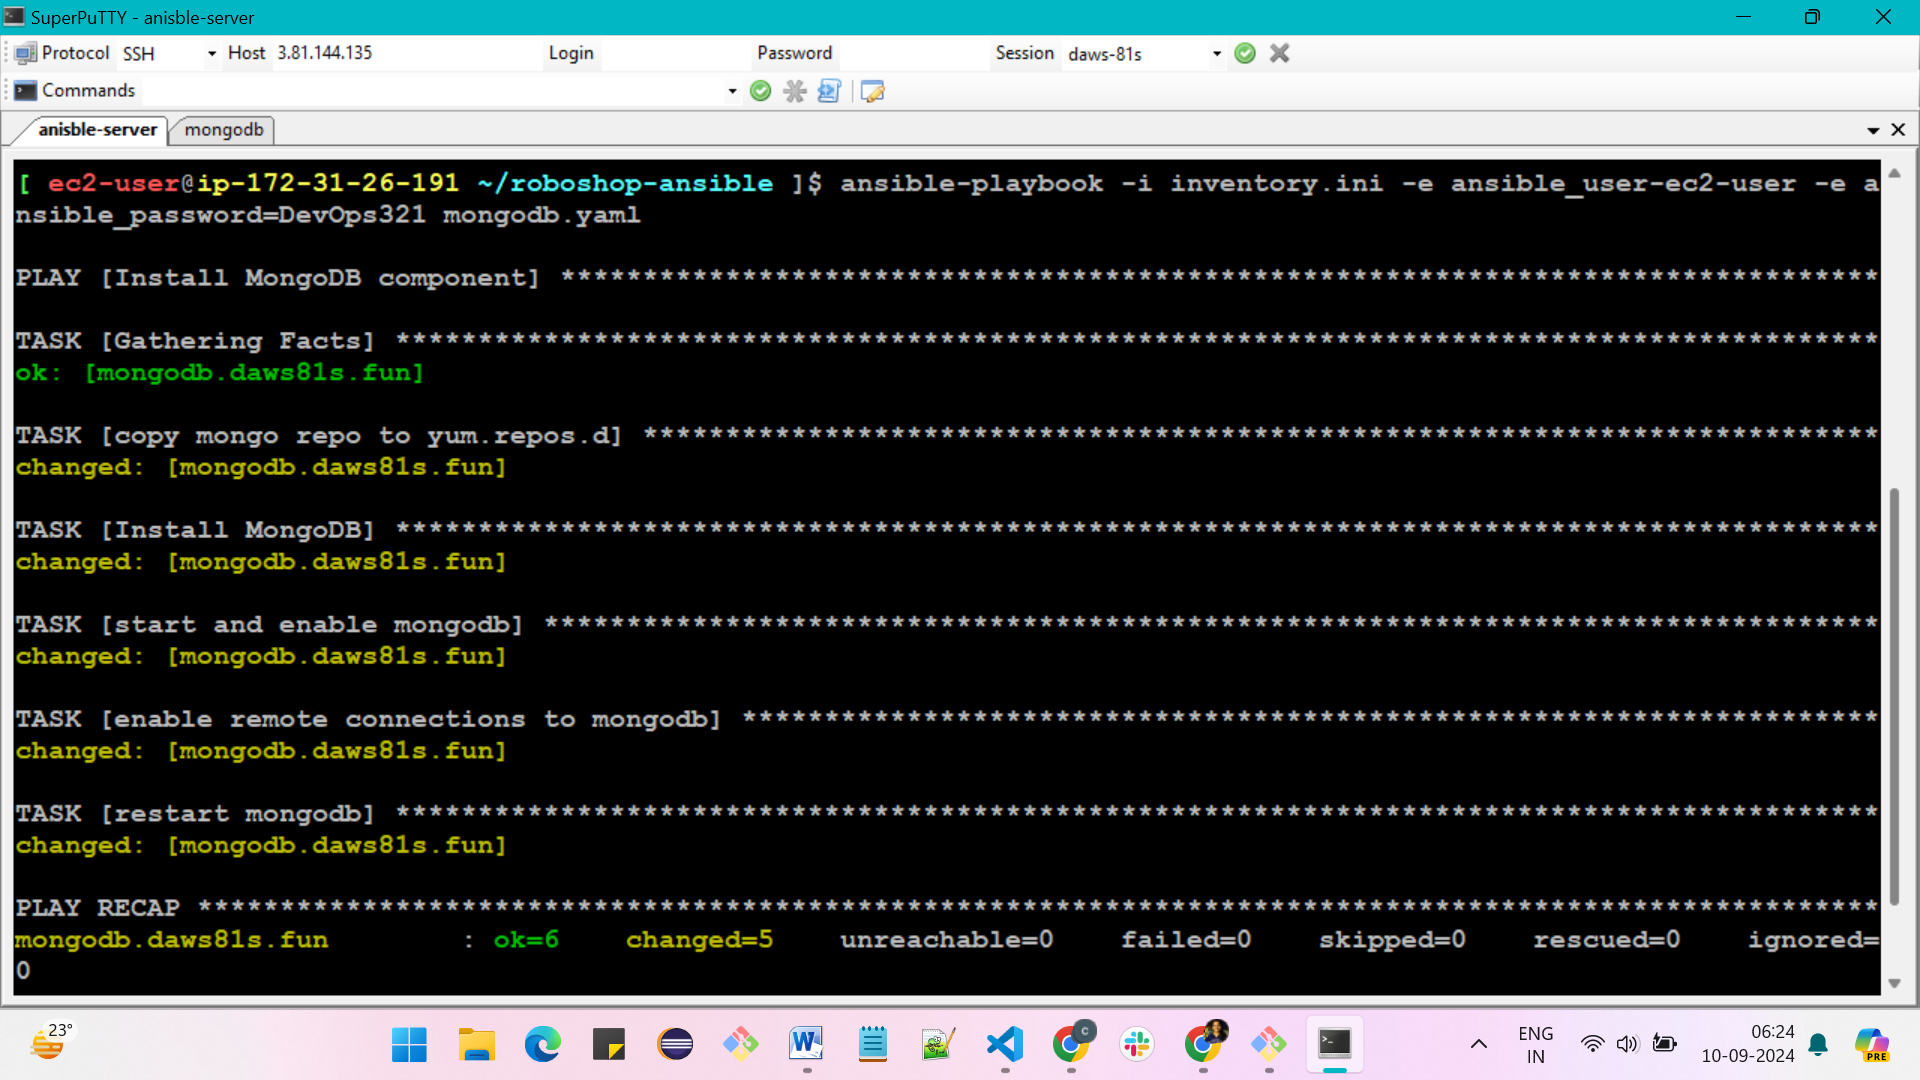 SuperPuTTY - anisble-server
Protocol SSH Host 3.81.144.135 Login Password Session daws-81s
Commands
anisble-server mongodb
[ ec2-user@ip-172-31-26-191 ~/roboshop-ansible ]$ ansible-playbook -i inventory.ini -e ansible_user-ec2-user -e a
nsible_password=DevOps321 mongodb.yaml
PLAY [Install MongoDB component] *********************************************************************************
TASK [Gathering Facts] *******************************************************************************************
ok: [mongodb.daws81s.fun]
TASK [copy mongo repo to yum.repos.d] ****************************************************************************
changed: [mongodb.daws81s.fun]
TASK [Install MongoDB] *******************************************************************************************
changed: [mongodb.daws81s.fun]
TASK [start and enable mongodb] **********************************************************************************
changed: [mongodb.daws81s.fun]
TASK [enable remote connections to mongodb] **********************************************************************
changed: [mongodb.daws81s.fun]
TASK [restart mongodb] *******************************************************************************************
changed: [mongodb.daws81s.fun]
PLAY RECAP *******************************************************************************************************
mongodb.daws81s.fun : ok=6 changed=5 unreachable=0 failed=0 skipped=0 rescued=0 ignored=
0
23°
ENG
IN
06:24
10-09-2024
PRE